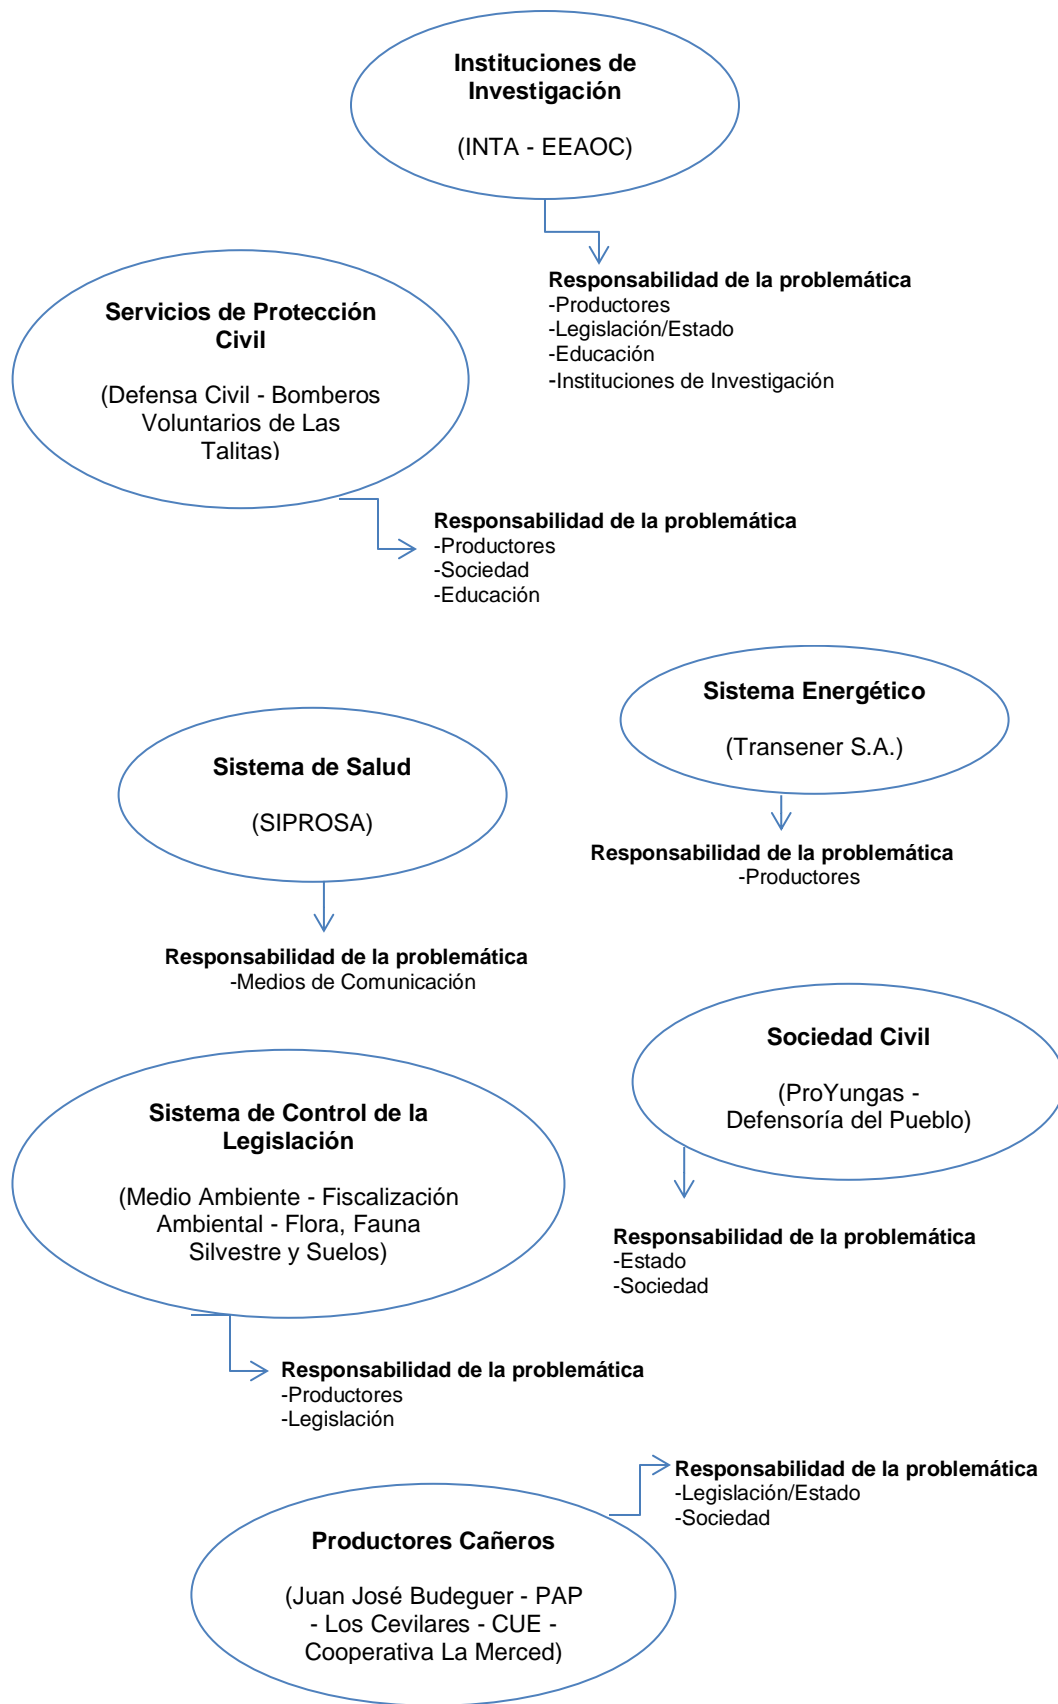 Instituciones de
Investigación
(INTA - EEAOC)
Responsabilidad de la problemática
-Productores
-Legislación/Estado
-Educación
-Instituciones de Investigación
Servicios de Protección
Civil
(Defensa Civil - Bomberos
Voluntarios de Las
Talitas)
Responsabilidad de la problemática
-Productores
-Sociedad
-Educación
Sistema Energético
(Transener S.A.)
Responsabilidad de la problemática
-Productores
Sistema de Salud
(SIPROSA)
Responsabilidad de la problemática
-Medios de Comunicación
Sociedad Civil
(ProYungas -
Defensoría del Pueblo)
Responsabilidad de la problemática
-Estado
-Sociedad
Sistema de Control de la
Legislación
(Medio Ambiente - Fiscalización
Ambiental - Flora, Fauna
Silvestre y Suelos)
Responsabilidad de la problemática
-Productores
-Legislación
Responsabilidad de la problemática
-Legislación/Estado
-Sociedad
Productores Cañeros
(Juan José Budeguer - PAP
- Los Cevilares - CUE -
Cooperativa La Merced)